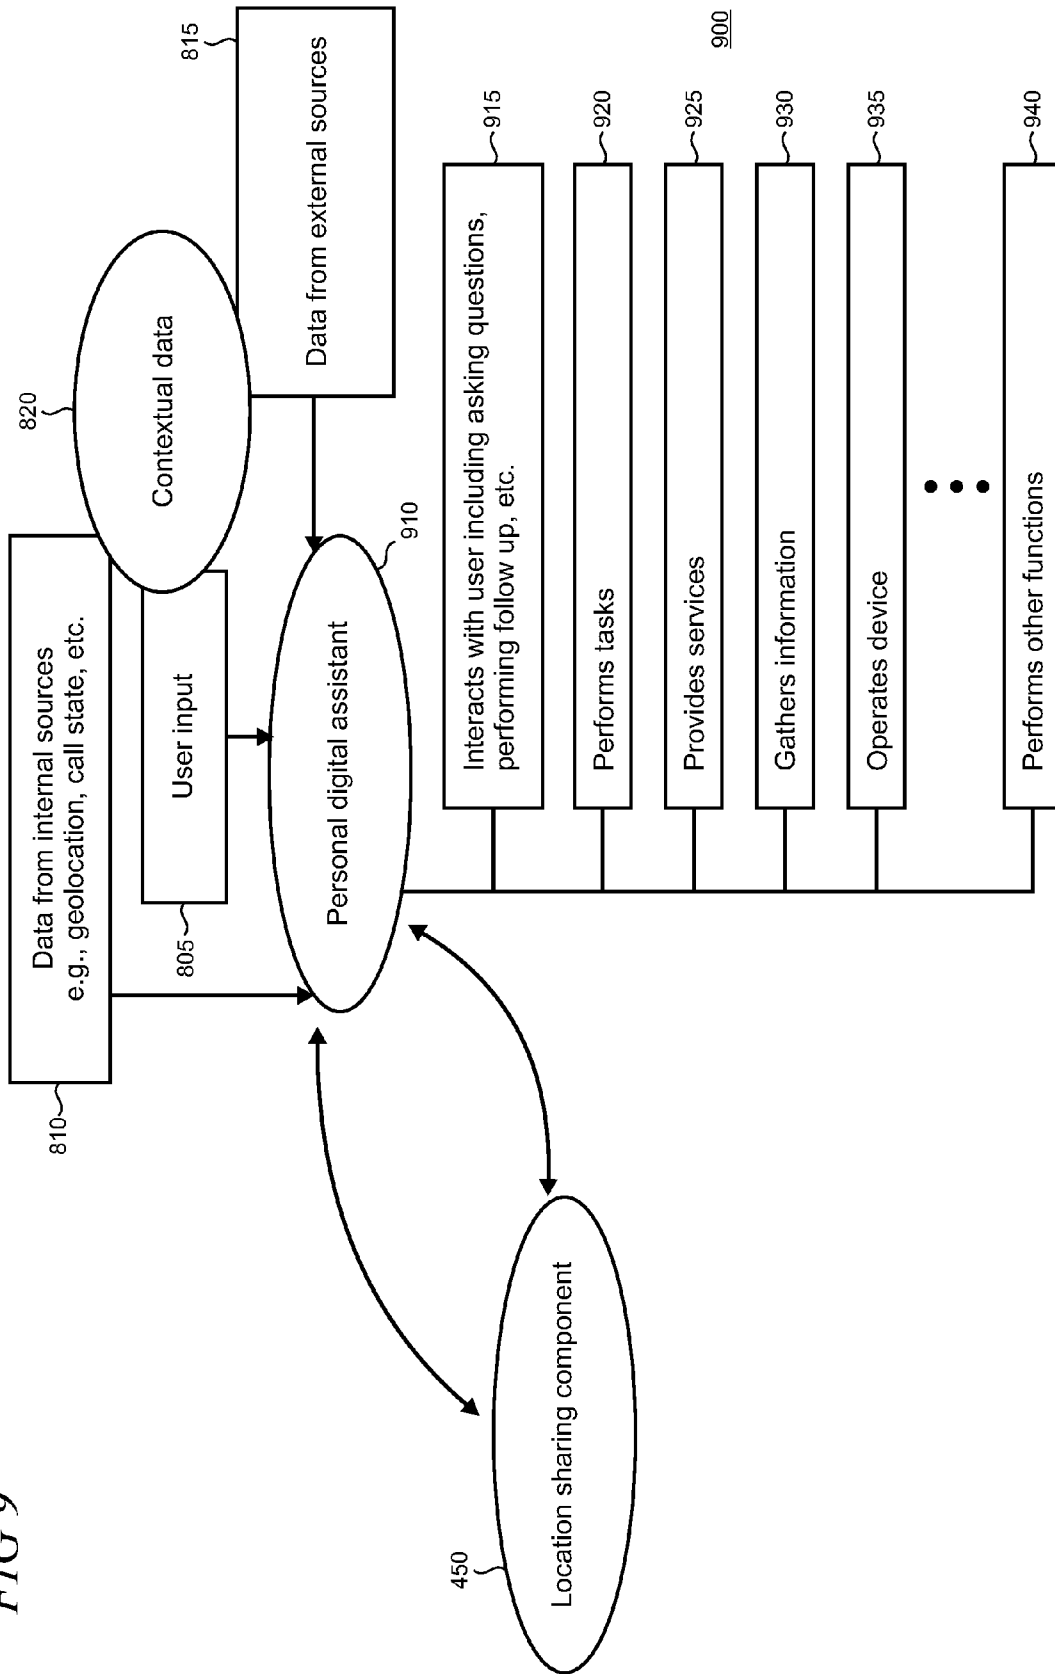 FIG 9
810
Data from internal sources
e.g., geolocation, call state, etc.
820
Contextual data
815
Data from external sources
805
User input
Personal digital assistant
910
450
Location sharing component
Interacts with user including asking questions,
performing follow up, etc.
915
Performs tasks
920
Provides services
925
Gathers information
930
Operates device
935
Performs other functions
940
900